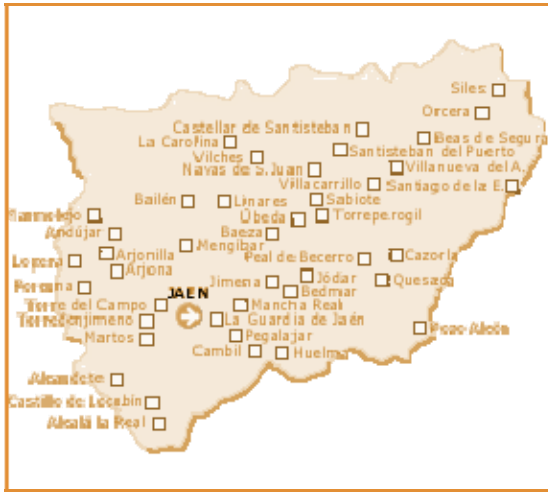 Siles
Orcera
Castellar de Santisteban
La Carolina
Beas de Segura
Santisteban del Puerto
Vilches
Navas de S.Juan
Villanueva del A.
Villacarrillo
Santiago de la E.
Bailén
Linares
Sabiote
Marmolejo
Úbeda
Torreperogil
Andújar
Baeza
Mengíbar
Arjonilla
Lopera
Peal de Becerro
Cazorla
Arjona
Jódar
Porcuna
Jimena
Quesada
Bedmar
JAEN
Torre del Campo
Mancha Real
Torredonjimeno
La Guardia de Jaén
Pozo Alcón
Martos
Pegalajar
Cambil
Huelma
Alcaudete
Castillo de Locubín
Alcalá la Real